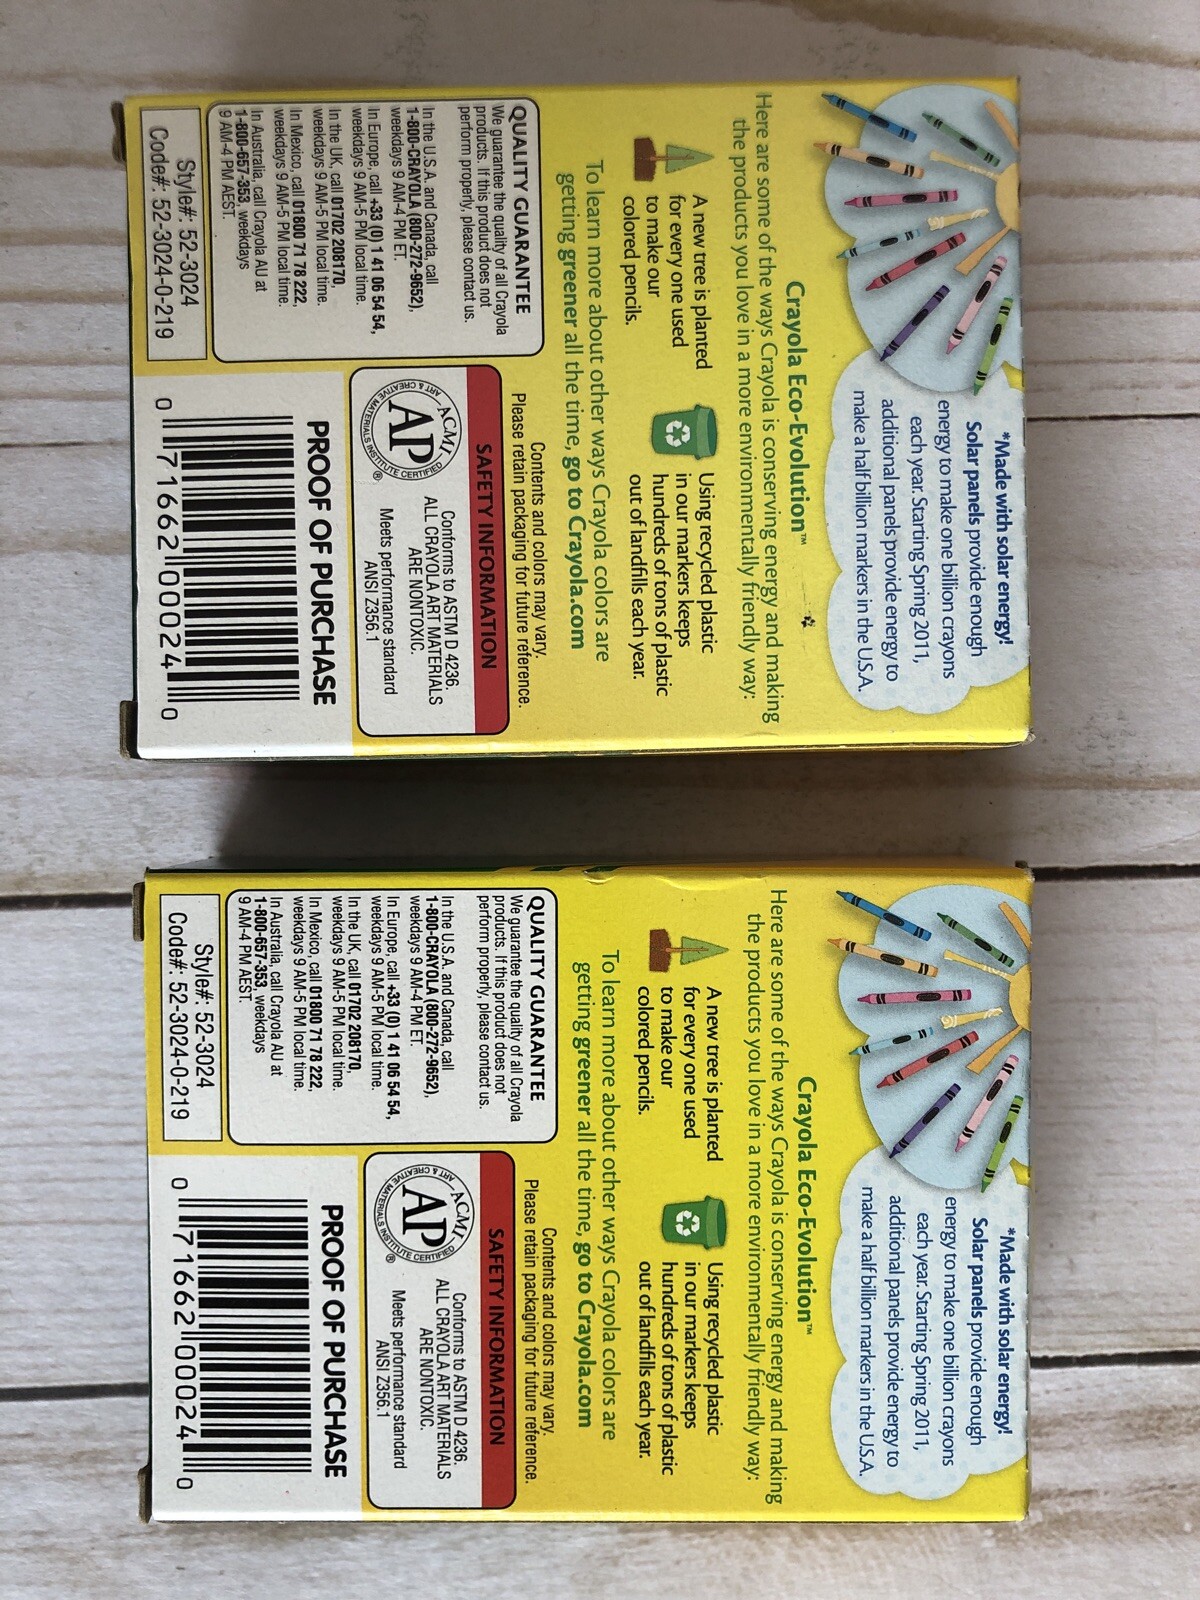 *Made with solar energy!
Solar panels provide enough
energy to make one billion crayons
each year. Starting Spring 2011,
additional panels provide energy to
make a half billion markers in the U.S.A.
Crayola Eco-Evolution™
Here are some of the ways Crayola is conserving energy and making
the products you love in a more environmentally friendly way:
A new tree is planted
for every one used
to make our
colored pencils.
Using recycled plastic
in our markers keeps
hundreds of tons of plastic
out of landfills each year.
To learn more about other ways Crayola colors are
getting greener all the time, go to Crayola.com
QUALITY GUARANTEE
We guarantee the quality of all Crayola
products. If this product does not
perform properly, please contact us.
In the U.S.A. and Canada, call
1-800-CRAYOLA (800-272-9652),
weekdays 9 AM-4 PM ET.
In Europe, call +33 (0) 1 41 06 54 54,
weekdays 9 AM-5 PM local time.
In the UK, call 01702 208170,
weekdays 9 AM-5 PM local time.
In Mexico, call 01800 71 78 222,
weekdays 9 AM-5 PM local time.
In Australia, call Crayola AU at
1-800-657-353, weekdays
9 AM-4 PM AEST.
Style#: 52-3024
Code#: 52-3024-0-219
Contents and colors may vary.
Please retain packaging for future reference.
SAFETY INFORMATION
ACMI
AP
ART & CREATIVE MATERIALS INSTITUTE CERTIFIED
®
Conforms to ASTM D 4236.
ALL CRAYOLA ART MATERIALS
ARE NONTOXIC.
Meets performance standard
ANSI Z356.1
PROOF OF PURCHASE
0 71662 00024 0
*Made with solar energy!
Solar panels provide enough
energy to make one billion crayons
each year. Starting Spring 2011,
additional panels provide energy to
make a half billion markers in the U.S.A.
Crayola Eco-Evolution™
Here are some of the ways Crayola is conserving energy and making
the products you love in a more environmentally friendly way:
A new tree is planted
for every one used
to make our
colored pencils.
Using recycled plastic
in our markers keeps
hundreds of tons of plastic
out of landfills each year.
To learn more about other ways Crayola colors are
getting greener all the time, go to Crayola.com
QUALITY GUARANTEE
We guarantee the quality of all Crayola
products. If this product does not
perform properly, please contact us.
In the U.S.A. and Canada, call
1-800-CRAYOLA (800-272-9652),
weekdays 9 AM-4 PM ET.
In Europe, call +33 (0) 1 41 06 54 54,
weekdays 9 AM-5 PM local time.
In the UK, call 01702 208170,
weekdays 9 AM-5 PM local time.
In Mexico, call 01800 71 78 222,
weekdays 9 AM-5 PM local time.
In Australia, call Crayola AU at
1-800-657-353, weekdays
9 AM-4 PM AEST.
Style#: 52-3024
Code#: 52-3024-0-219
Contents and colors may vary.
Please retain packaging for future reference.
SAFETY INFORMATION
ACMI
AP
ART & CREATIVE MATERIALS INSTITUTE CERTIFIED
®
Conforms to ASTM D 4236.
ALL CRAYOLA ART MATERIALS
ARE NONTOXIC.
Meets performance standard
ANSI Z356.1
PROOF OF PURCHASE
0 71662 00024 0